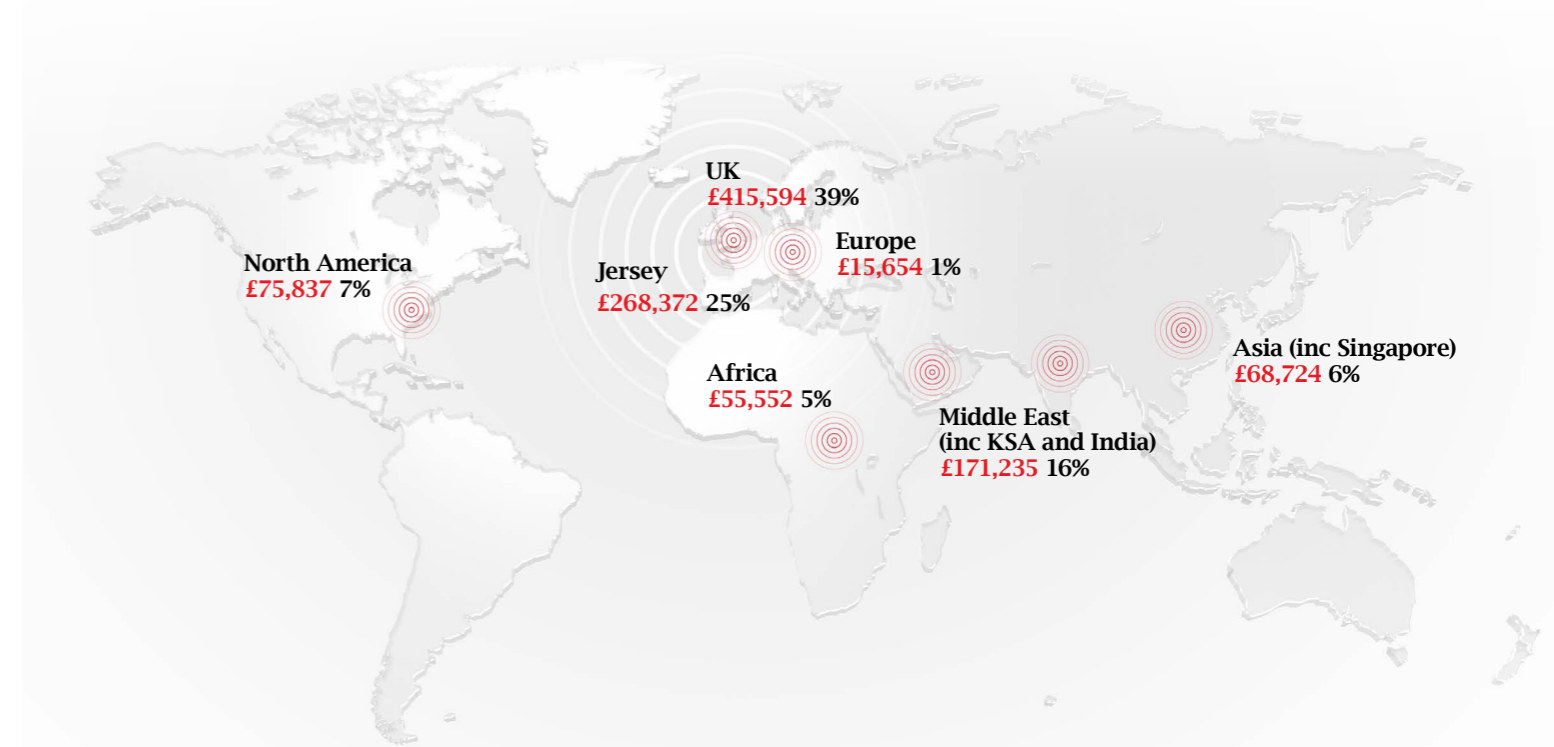 UK
£415,594 39%
Europe
£15,654 1%
North America
£75,837 7%
Jersey
£268,372 25%
Africa
£55,552 5%
Middle East
(inc KSA and India)
£171,235 16%
Asia (inc Singapore)
£68,724 6%